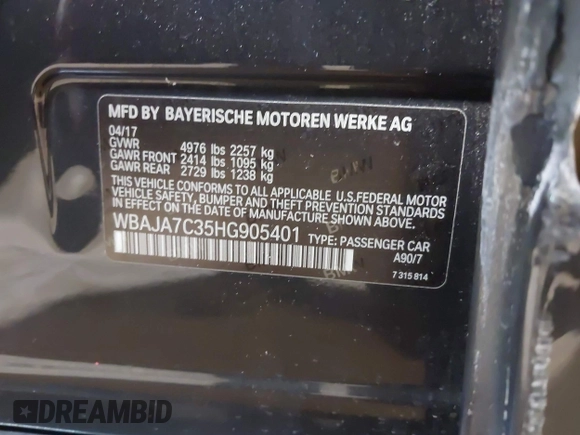 MFD BY BAYERISCHE MOTOREN WERKE AG
04/17
GVWR 4976 lbs 2257 kg
GAWR FRONT 2414 lbs 1095 kg
GAWR REAR 2729 lbs 1238 kg
THIS VEHICLE CONFORMS TO ALL APPLICABLE U.S.FEDERAL MOTOR
VEHICLE SAFETY, BUMPER AND THEFT PREVENTION STANDARDS
IN EFFECT ON THE DATE OF MANUFACTURE SHOWN ABOVE.
WBAJA7C35HG905401 TYPE: PASSENGER CAR
A90/7
7 315 814
DREAMBID